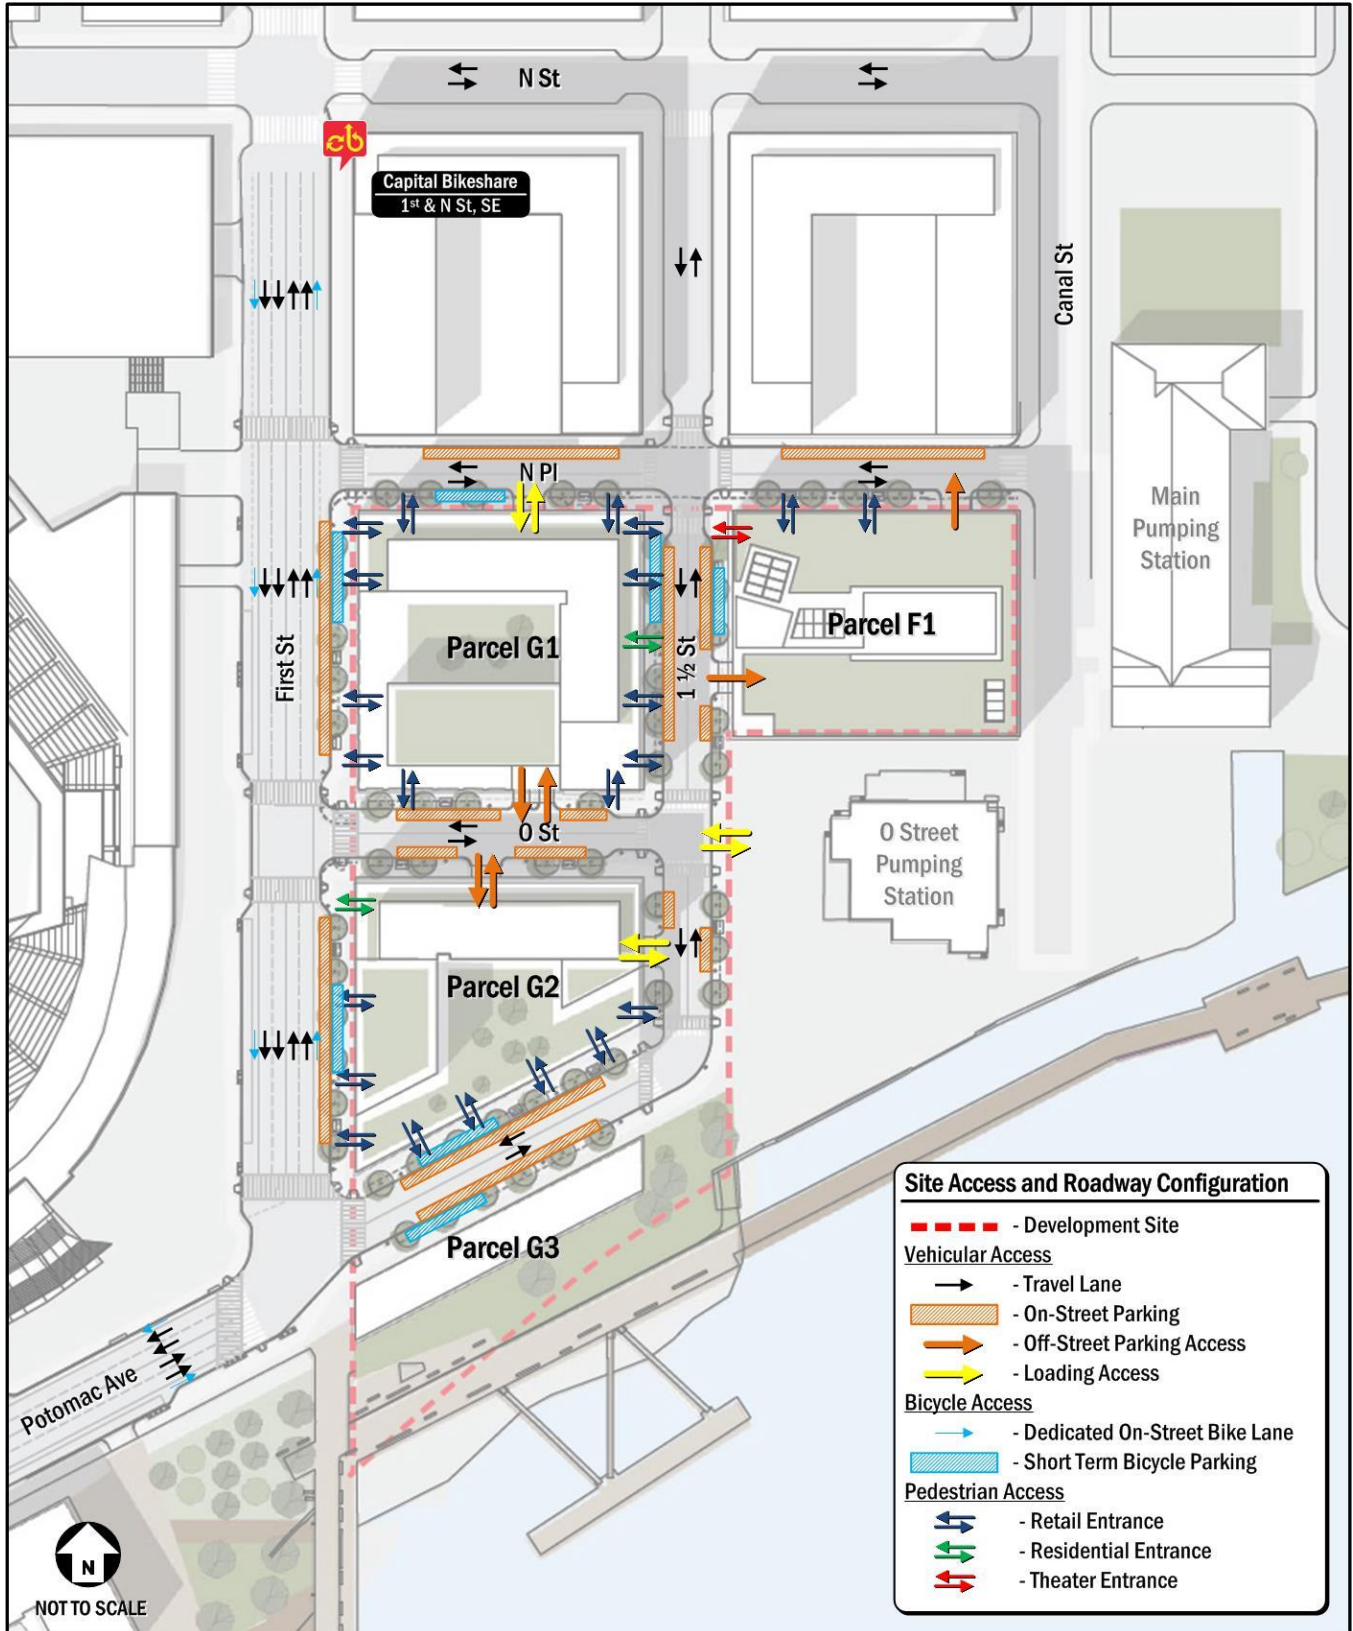 N St
cb
Capital Bikeshare
1st & N St, SE
Canal St
N Pl
Main
Pumping
Station
First St
Parcel G1
1 ½ St
Parcel F1
O St
O Street
Pumping
Station
Parcel G2
Parcel G3
Potomac Ave
N
NOT TO SCALE
Site Access and Roadway Configuration
- Development Site
Vehicular Access
- Travel Lane
- On-Street Parking
- Off-Street Parking Access
- Loading Access
Bicycle Access
- Dedicated On-Street Bike Lane
- Short Term Bicycle Parking
Pedestrian Access
- Retail Entrance
- Residential Entrance
- Theater Entrance